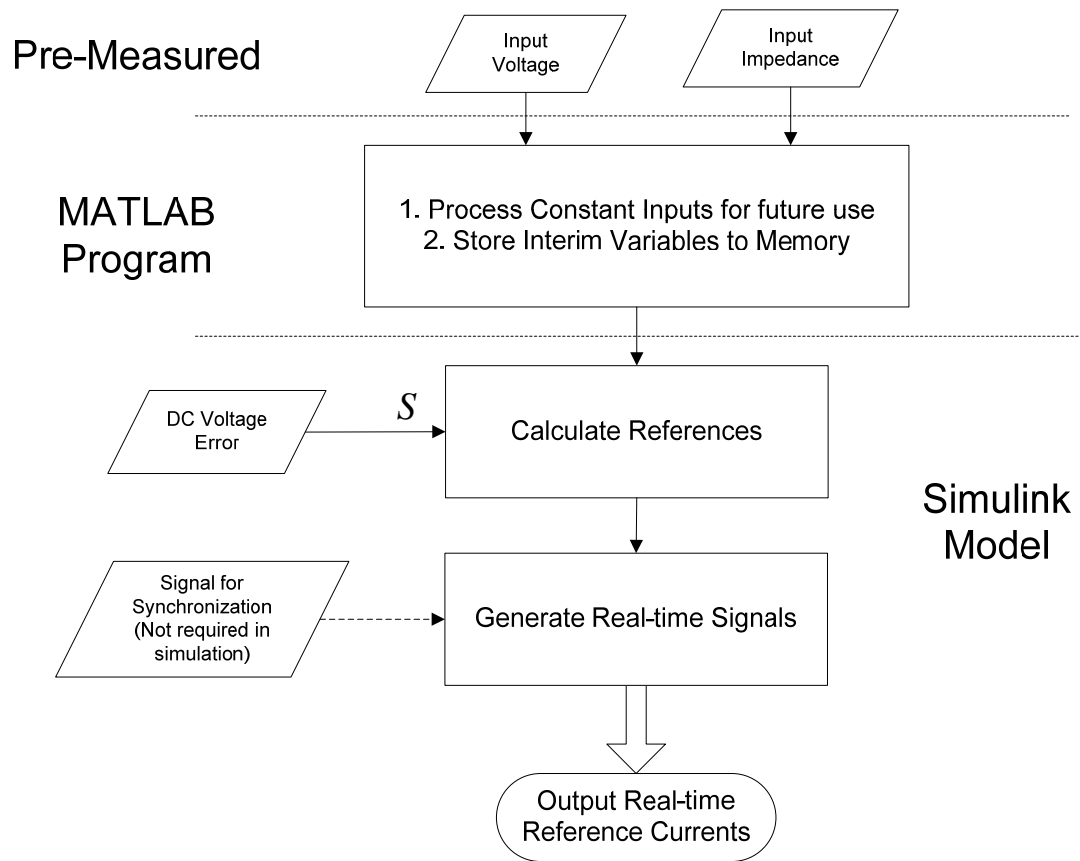 Pre-Measured
Input
Voltage
Input
Impedance
MATLAB
Program
1. Process Constant Inputs for future use
2. Store Interim Variables to Memory
DC Voltage
Error
S
Calculate References
Simulink
Model
Signal for
Synchronization
(Not required in
simulation)
Generate Real-time Signals
Output Real-time
Reference Currents